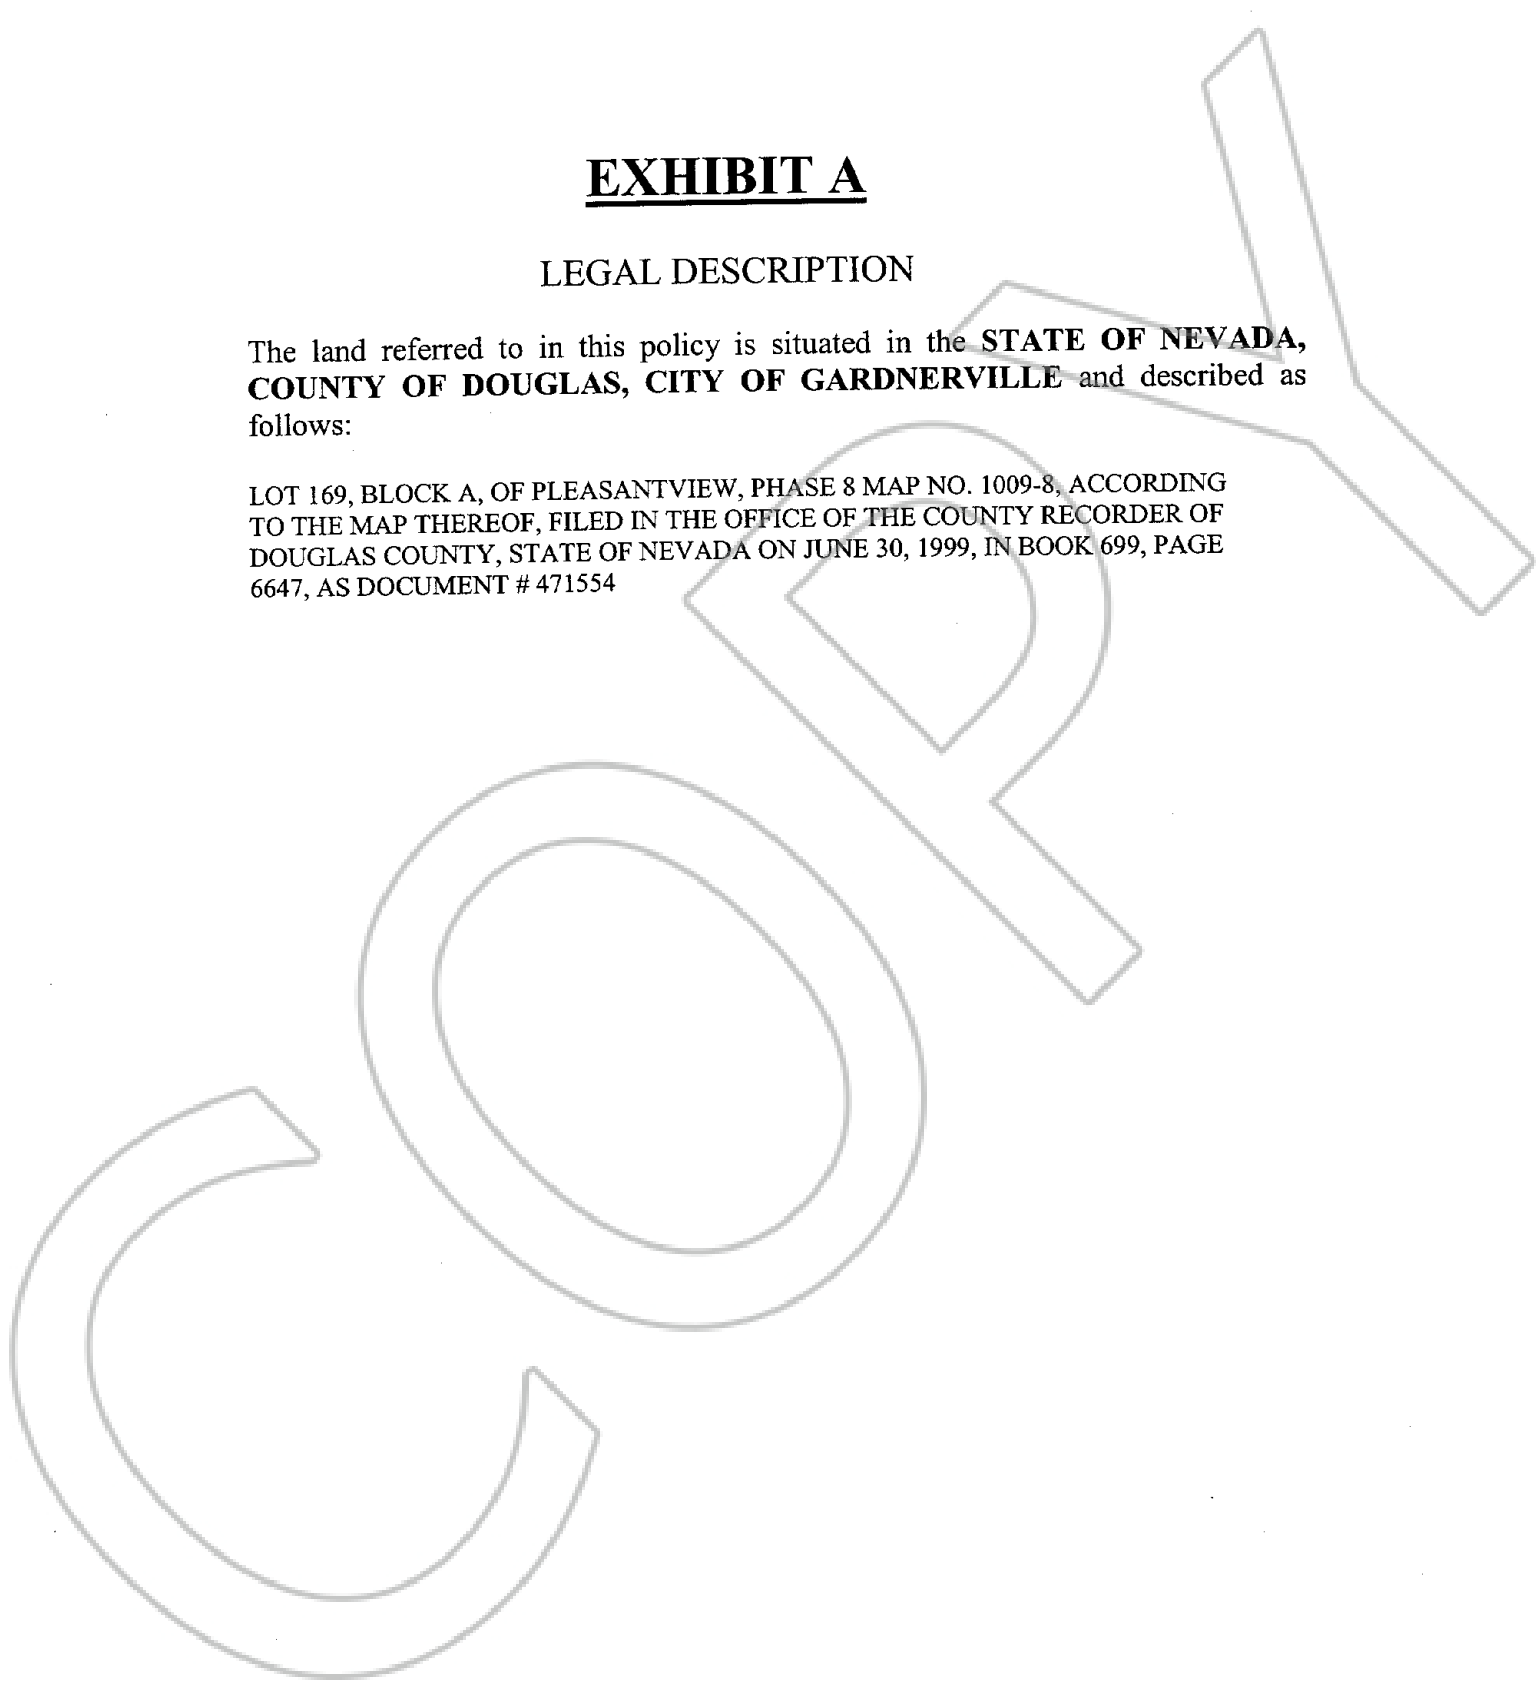 EXHIBIT A
LEGAL DESCRIPTION
The land referred to in this policy is situated in the STATE OF NEVADA,
COUNTY OF DOUGLAS, CITY OF GARDNERVILLE and described as
follows:
LOT 169, BLOCK A, OF PLEASANTVIEW, PHASE 8 MAP NO. 1009-8, ACCORDING
TO THE MAP THEREOF, FILED IN THE OFFICE OF THE COUNTY RECORDER OF
DOUGLAS COUNTY, STATE OF NEVADA ON JUNE 30, 1999, IN BOOK 699, PAGE
6647, AS DOCUMENT # 471554
COPY